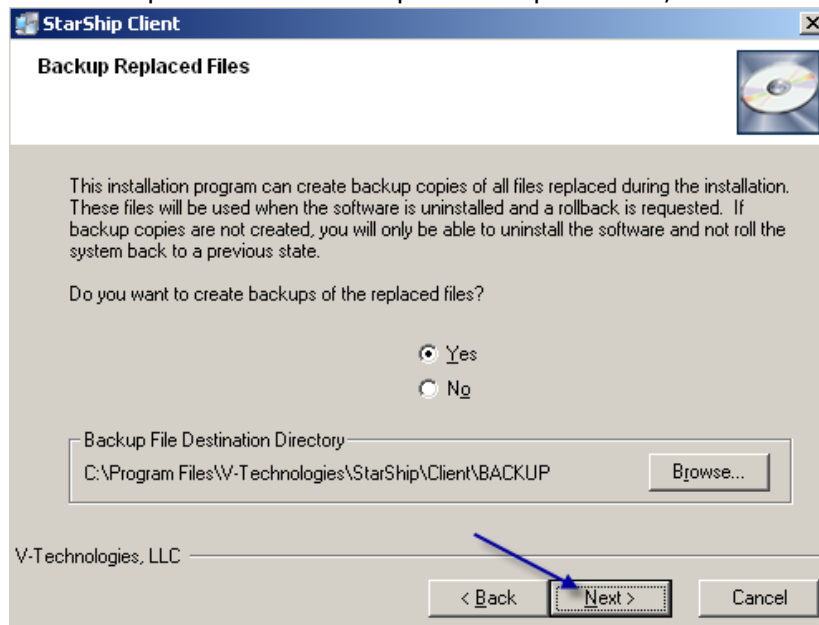 StarShip Client
Backup Replaced Files
This installation program can create backup copies of all files replaced during the installation.
These files will be used when the software is uninstalled and a rollback is requested.  If
backup copies are not created, you will only be able to uninstall the software and not roll the
system back to a previous state.
Do you want to create backups of the replaced files?
Yes
No
Backup File Destination Directory
C:\Program Files\V-Technologies\StarShip\Client\BACKUP
Browse...
V-Technologies, LLC
< Back
Next >
Cancel